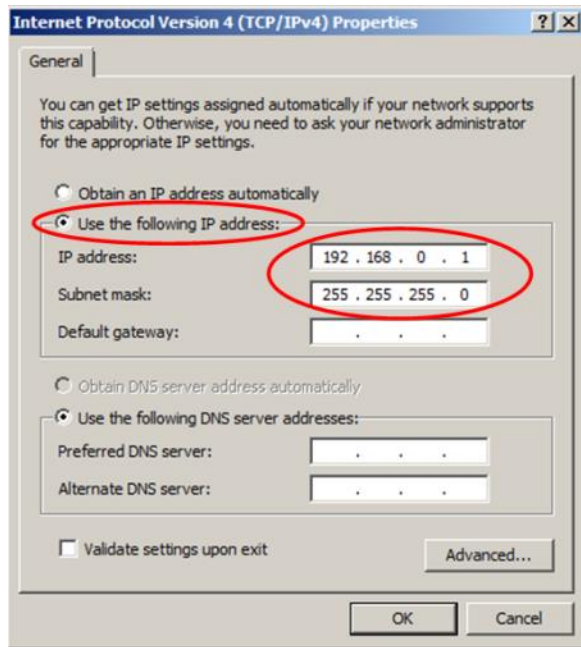 Internet Protocol Version 4 (TCP/IPv4) Properties
General
You can get IP settings assigned automatically if your network supports
this capability. Otherwise, you need to ask your network administrator
for the appropriate IP settings.
Obtain an IP address automatically
Use the following IP address:
IP address: 192 . 168 . 0 . 1
Subnet mask: 255 . 255 . 255 . 0
Default gateway: . . .
Obtain DNS server address automatically
Use the following DNS server addresses:
Preferred DNS server: . . .
Alternate DNS server: . . .
Validate settings upon exit
Advanced...
OK Cancel